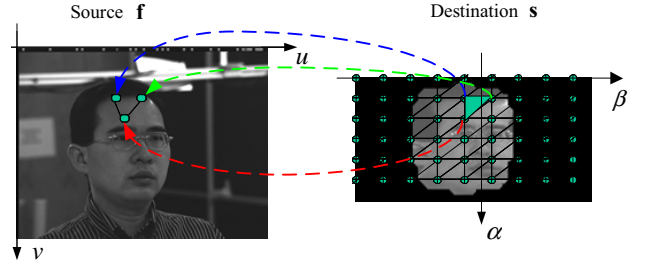 Source f
Destination s
u
β
α
v